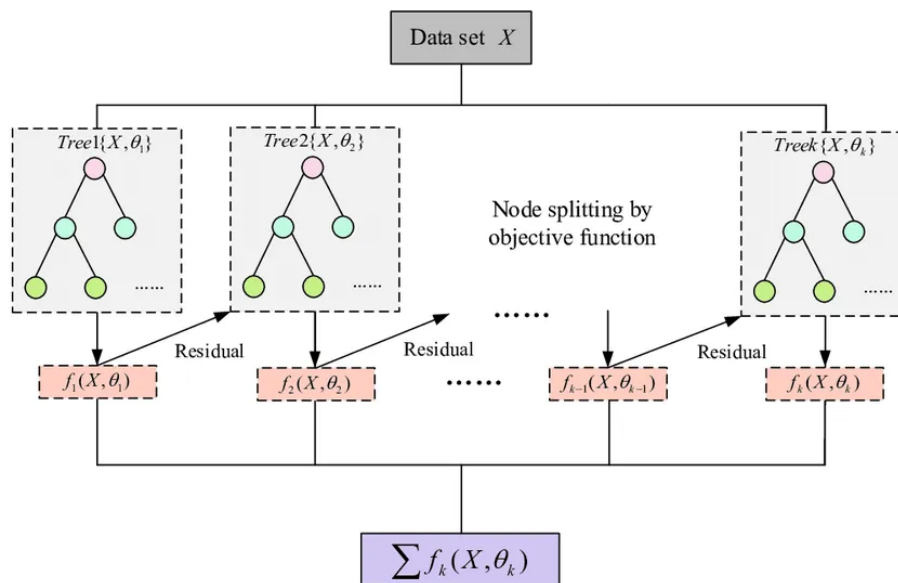 Data set X
Tree1{X,θ₁}
Tree2{X,θ₂}
Treek{X,θₖ}
Node splitting by
objective function
......
......
......
......
Residual
Residual
Residual
f₁(X,θ₁)
f₂(X,θ₂)
......
fₖ₋₁(X,θₖ₋₁)
fₖ(X,θₖ)
∑fₖ(X,θₖ)